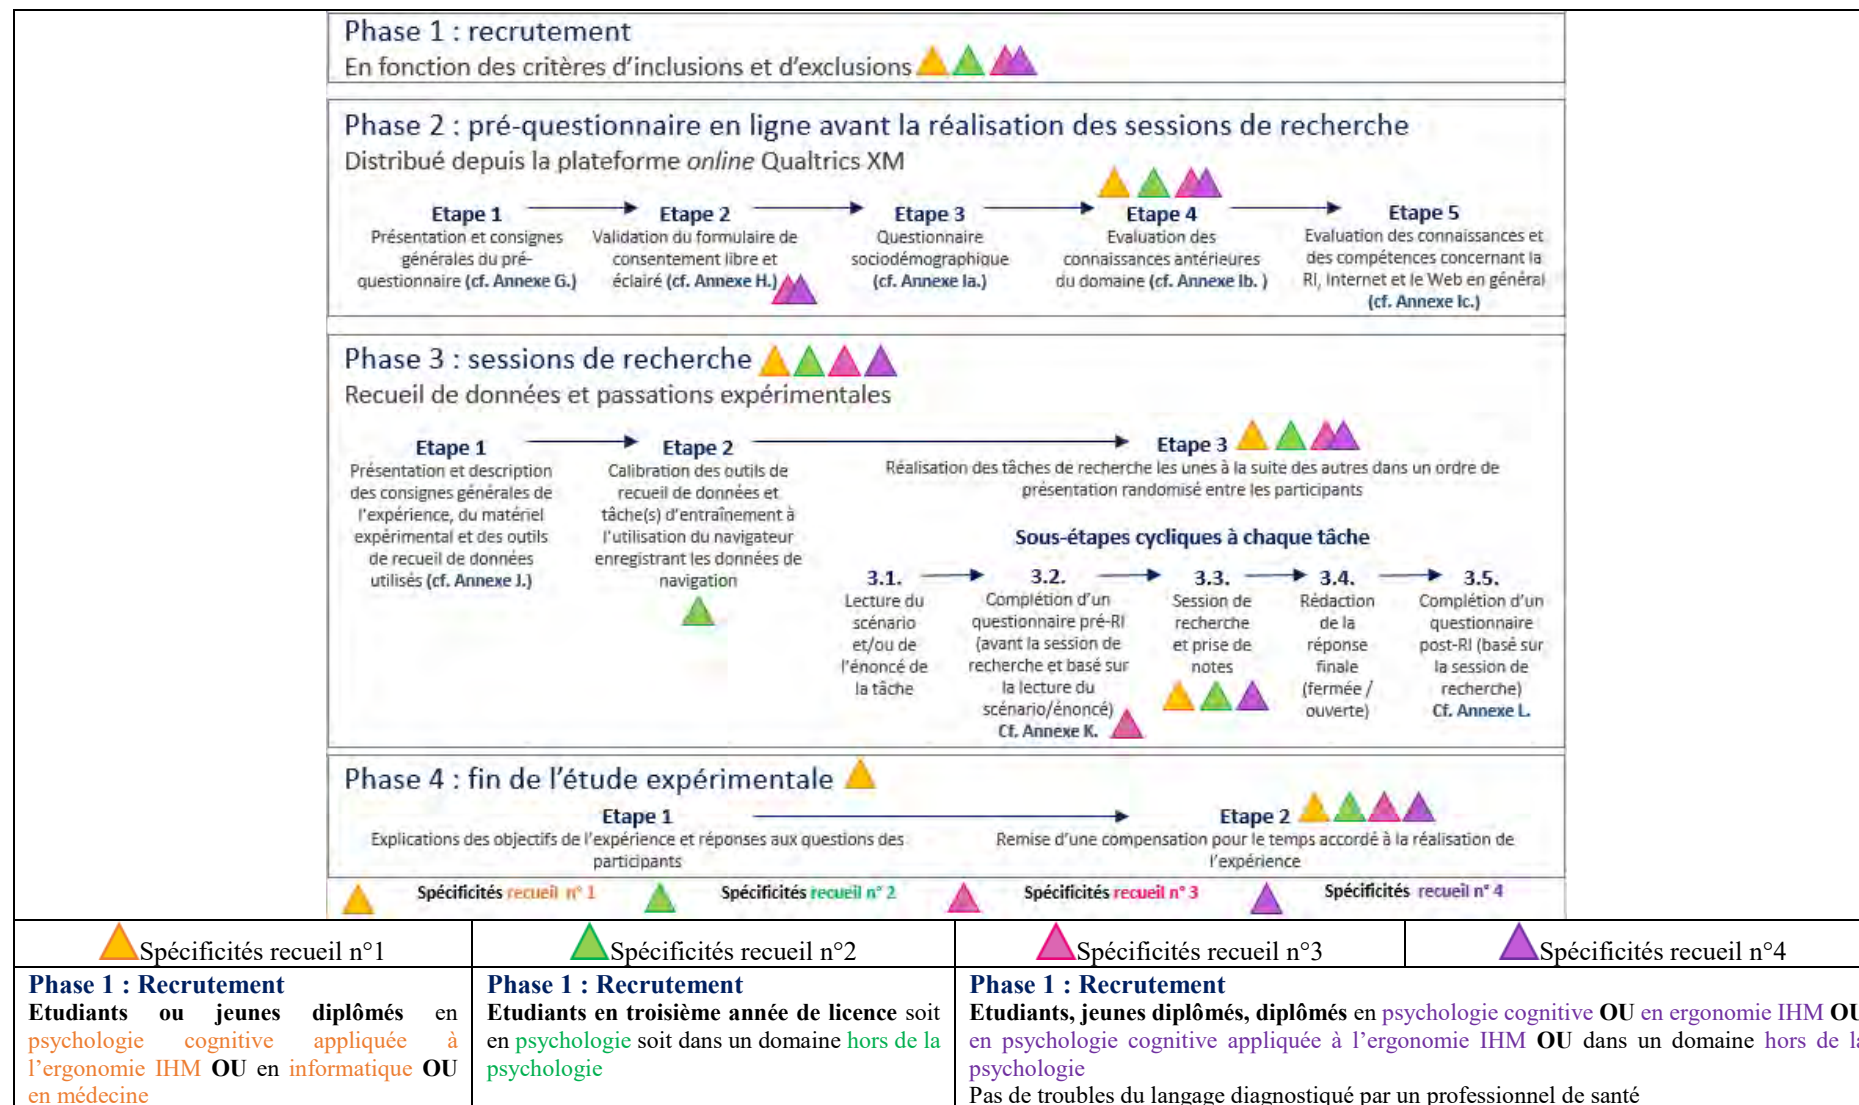 Phase 1 : recrutement
En fonction des critères d'inclusions et d'exclusions
Phase 2 : pré-questionnaire en ligne avant la réalisation des sessions de recherche
Distribué depuis la plateforme online Qualtrics XM
Etape 1
Présentation et consignes
générales du pré-
questionnaire (cf. Annexe G.)
Etape 2
Validation du formulaire de
consentement libre et
éclairé (cf. Annexe H.)
Etape 3
Questionnaire
sociodémographique
(cf. Annexe Ia.)
Etape 4
Evaluation des
connaissances antérieures
du domaine (cf. Annexe Ib. )
Etape 5
Evaluation des connaissances et
des compétences concernant la
RI, Internet et le Web en général
(cf. Annexe Ic.)
Phase 3 : sessions de recherche
Recueil de données et passations expérimentales
Etape 1
Présentation et description
des consignes générales de
l'expérience, du matériel
expérimental et des outils
de recueil de données
utilisés (cf. Annexe J.)
Etape 2
Calibration des outils de
recueil de données et
tâche(s) d'entraînement à
l'utilisation du navigateur
enregistrant les données de
navigation
Etape 3
Réalisation des tâches de recherche les unes à la suite des autres dans un ordre de
présentation randomisé entre les participants
Sous-étapes cycliques à chaque tâche
3.1.
Lecture du
scénario
et/ou de
l'énoncé de
la tâche
3.2.
Complétion d'un
questionnaire pré-RI
(avant la session de
recherche et basé sur
la lecture du
scénario/énoncé)
Cf. Annexe K.
3.3.
Session de
recherche
et prise de
notes
3.4.
Rédaction
de la
réponse
finale
(fermée /
ouverte)
3.5.
Complétion d'un
questionnaire
post-RI (basé sur
la session de
recherche)
Cf. Annexe L.
Phase 4 : fin de l'étude expérimentale
Etape 1
Explications des objectifs de l'expérience et réponses aux questions des
participants
Etape 2
Remise d'une compensation pour le temps accordé à la réalisation de
l'expérience
Spécificités recueil n° 1
Spécificités recueil n° 2
Spécificités recueil n° 3
Spécificités recueil n° 4
Spécificités recueil n°1
Spécificités recueil n°2
Spécificités recueil n°3
Spécificités recueil n°4
Phase 1 : Recrutement
Etudiants ou jeunes diplômés en
psychologie cognitive appliquée à
l'ergonomie IHM OU en informatique OU
en médecine
Phase 1 : Recrutement
Etudiants en troisième année de licence soit
en psychologie soit dans un domaine hors de la
psychologie
Phase 1 : Recrutement
Etudiants, jeunes diplômés, diplômés en psychologie cognitive OU en ergonomie IHM OU
en psychologie cognitive appliquée à l'ergonomie IHM OU dans un domaine hors de la
psychologie
Pas de troubles du langage diagnostiqué par un professionnel de santé